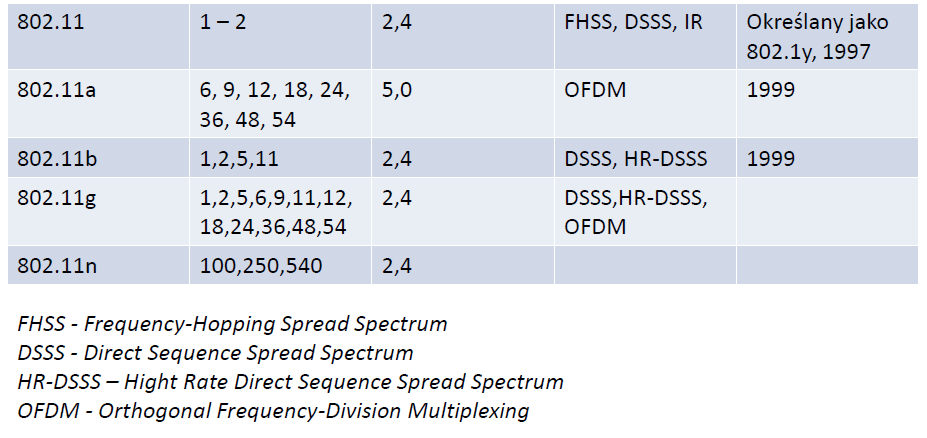 802.11 1 – 2 2,4 FHSS, DSSS, IR Określany jako
802.1y, 1997
802.11a 6, 9, 12, 18, 24, 5,0 OFDM 1999
36, 48, 54
802.11b 1,2,5,11 2,4 DSSS, HR-DSSS 1999
802.11g 1,2,5,6,9,11,12, 2,4 DSSS,HR-DSSS,
18,24,36,48,54 OFDM
802.11n 100,250,540 2,4
FHSS - Frequency-Hopping Spread Spectrum
DSSS - Direct Sequence Spread Spectrum
HR-DSSS – Hight Rate Direct Sequence Spread Spectrum
OFDM - Orthogonal Frequency-Division Multiplexing